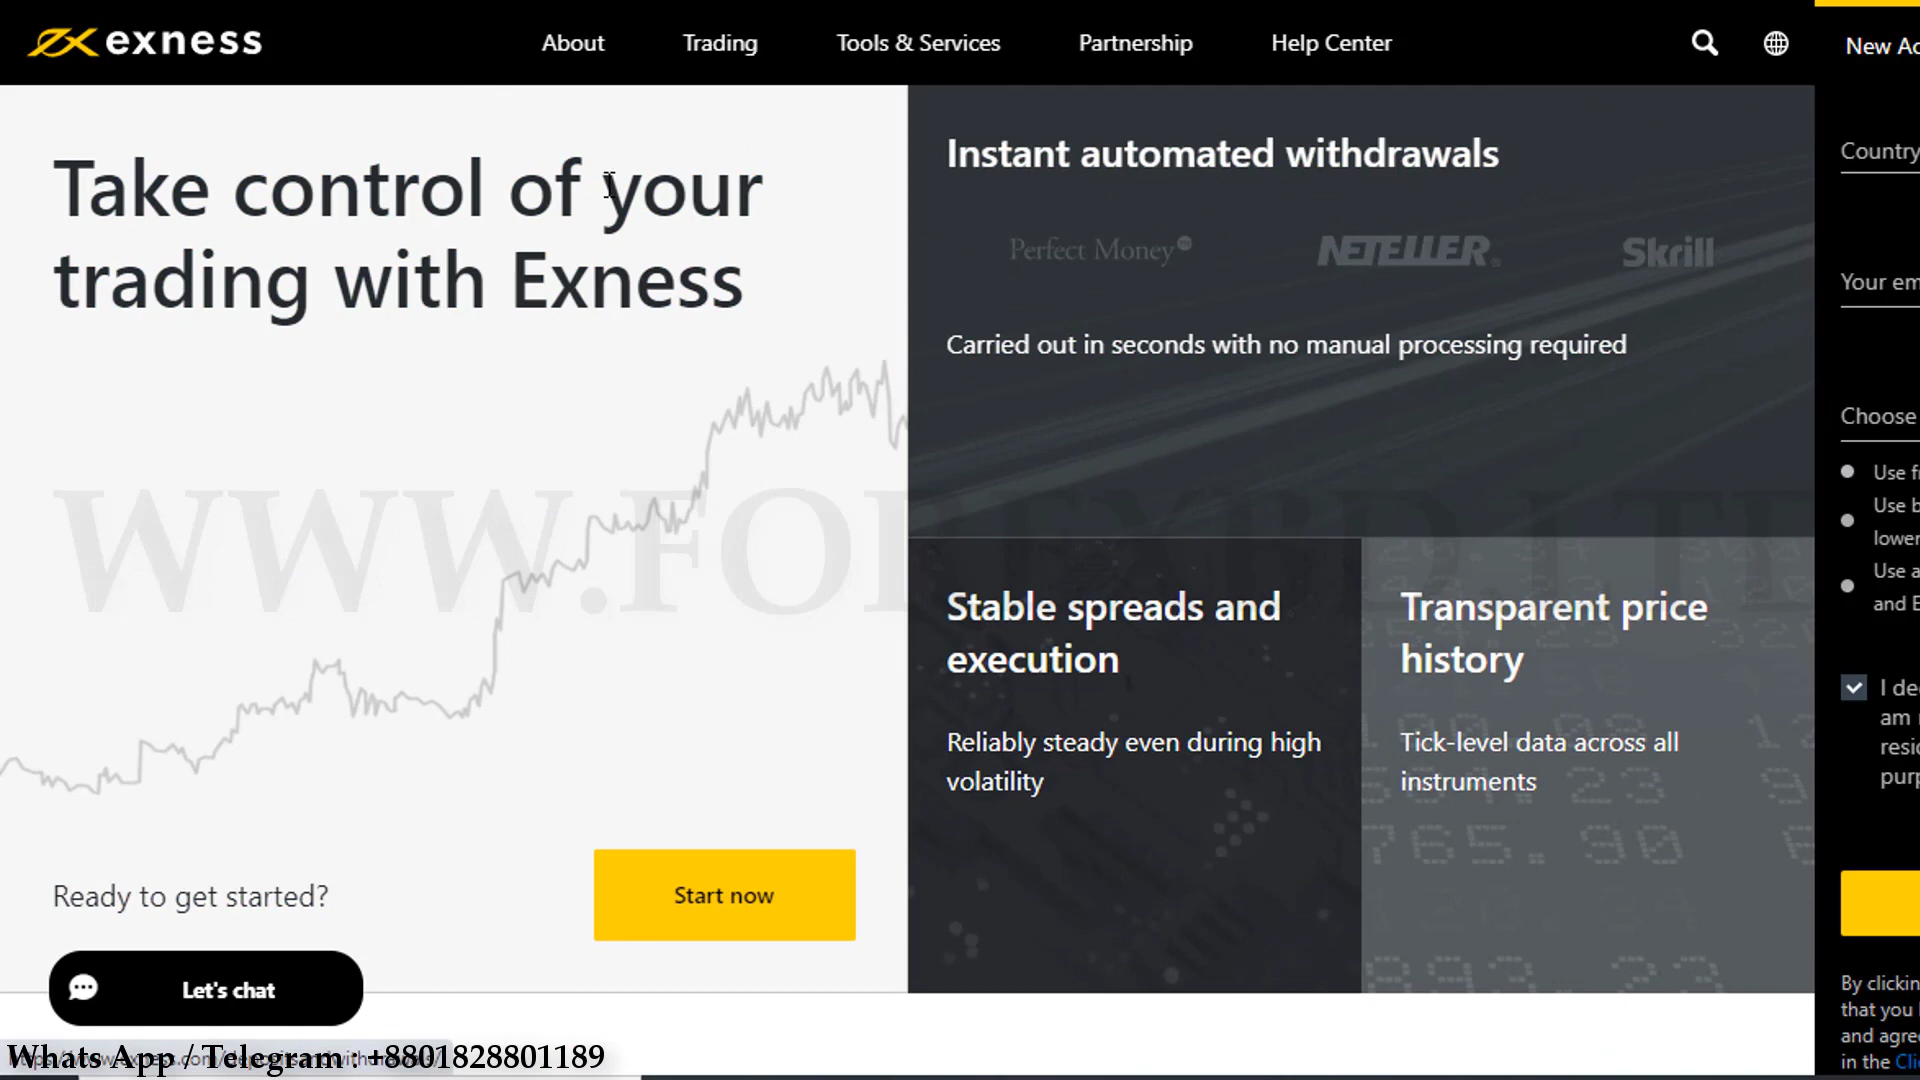 exness
About
Trading
Tools & Services
Partnership
Help Center
New Ac
Take control of your
trading with Exness
Instant automated withdrawals
Perfect Money
NETELLER
Skrill
Carried out in seconds with no manual processing required
Country
Your em
Choose
Use f
Use b
lower
Use a
and E
WWW.FOREXBD.LTD
Stable spreads and
execution
Reliably steady even during high
volatility
Transparent price
history
Tick-level data across all
instruments
I de
am
resi
purp
Ready to get started?
Start now
Let's chat
By clickin
that you
and agre
in the Cli
Whats App / Telegram : +8801828801189